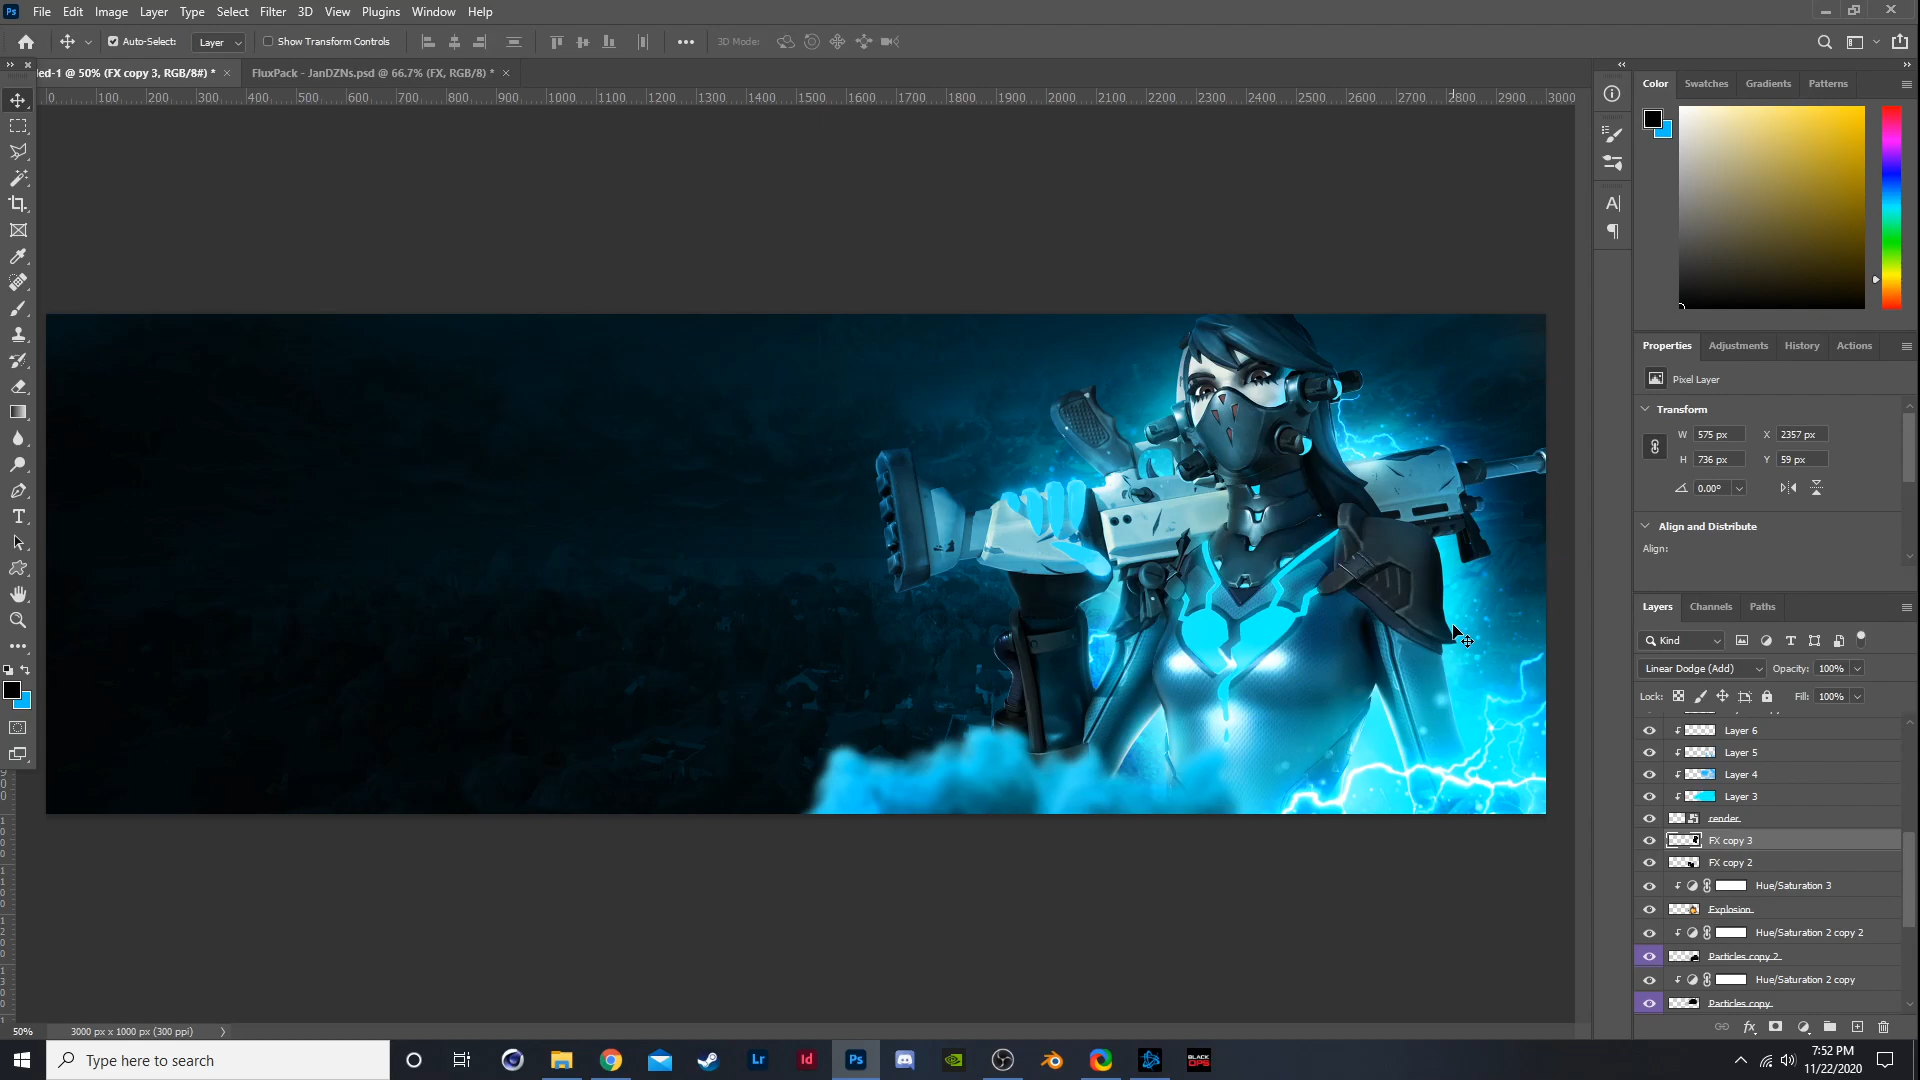 Ps File Edit Image Layer Type Select Filter 3D View Plugins Window Help
Auto-Select: Layer Show Transform Controls 3D Mode:
led-1 @ 50% (FX copy 3, RGB/8#) * FluxPack - JanDZNs.psd @ 66.7% (FX, RGB/8) *
0 100 200 300 400 500 600 700 800 900 1000 1100 1200 1300 1400 1500 1600 1700 1800 1900 2000 2100 2200 2300 2400 2500 2600 2700 2800 2900 3000
Color Swatches Gradients Patterns
Properties Adjustments History Actions
Pixel Layer
Transform
W 575 px X 2357 px
H 736 px Y 59 px
0.00°
Align and Distribute
Align:
Layers Channels Paths
Kind
Linear Dodge (Add) Opacity: 100%
Lock: Fill: 100%
Layer 6
Layer 5
Layer 4
Layer 3
render
FX copy 3
FX copy 2
Hue/Saturation 3
Explosion
Hue/Saturation 2 copy 2
Particles copy 2
Hue/Saturation 2 copy
Particles copy
50% 3000 px x 1000 px (300 ppi)
Type here to search
Lr Id Ps BLACK OPS
7:52 PM
11/22/2020